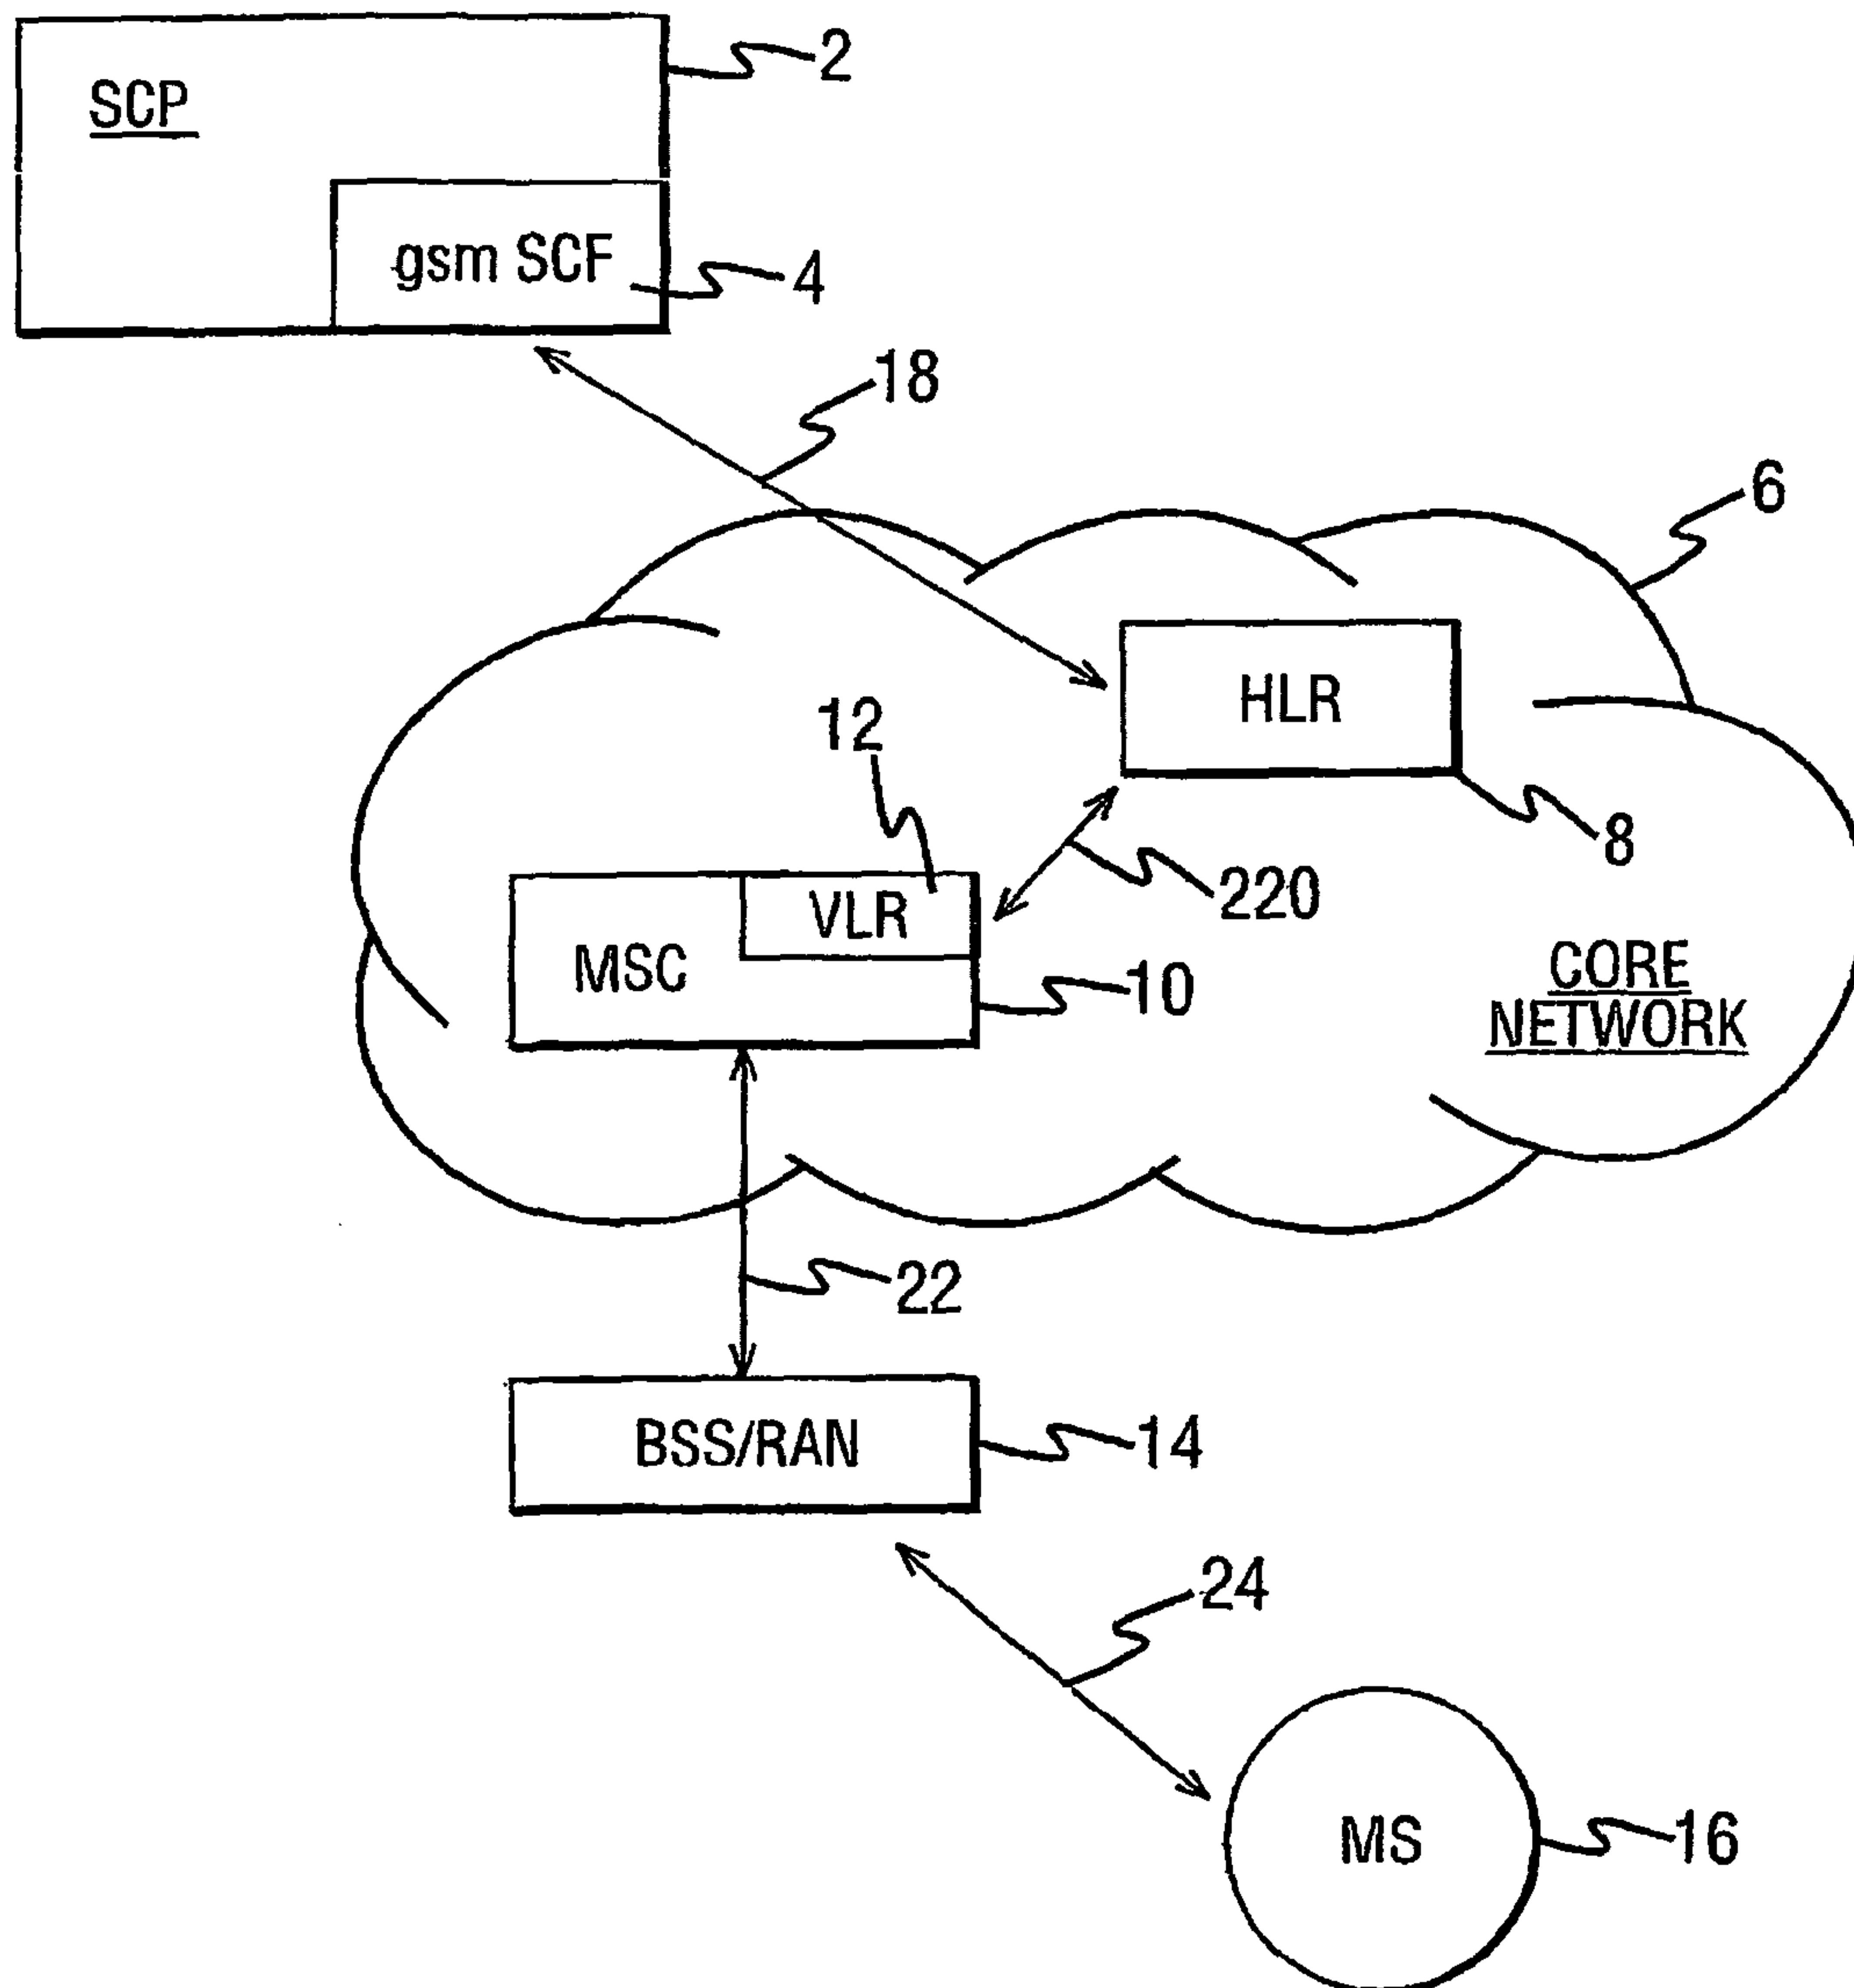 2
SCP
gsm SCF
4
18
6
HLR
12
8
VLR
220
MSC
10
CORE
NETWORK
22
BSS/RAN
14
24
MS
16